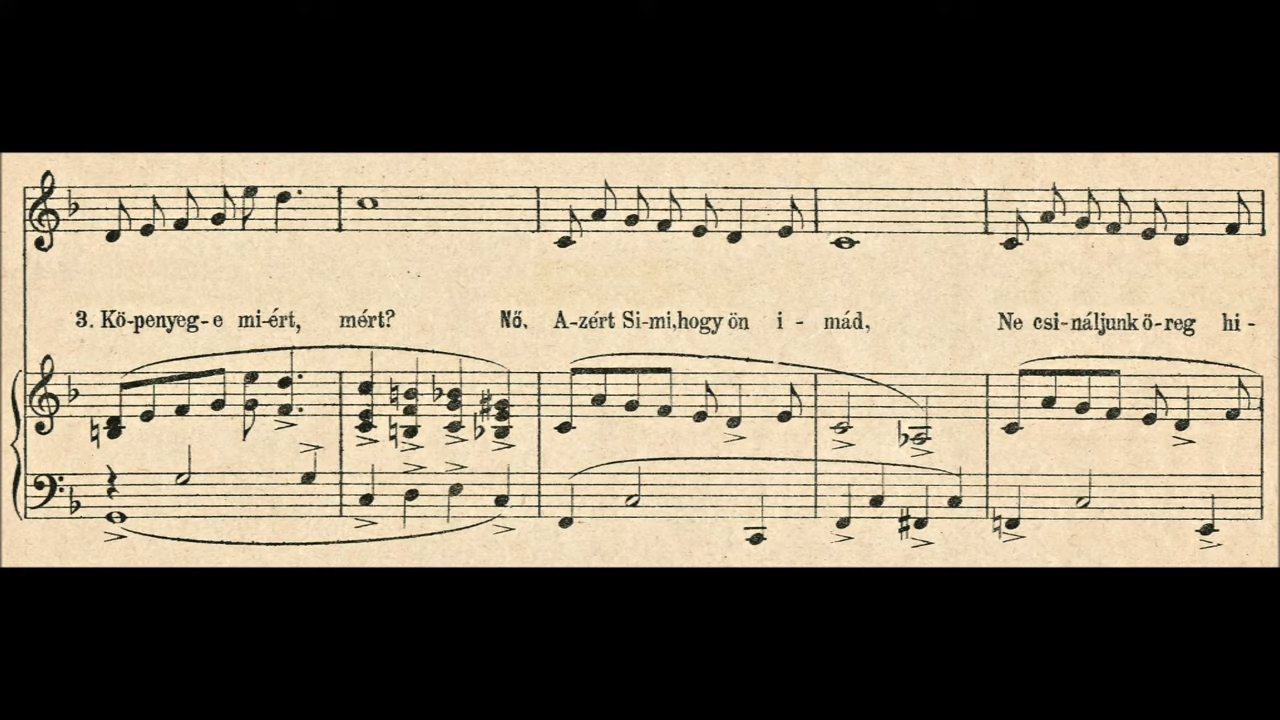 3. Kö-penyeg-e mi-ért, mért? Nő. A-zért Si-mi, hogy ön i - mád, Ne csi-náljunk ö-reg hi -